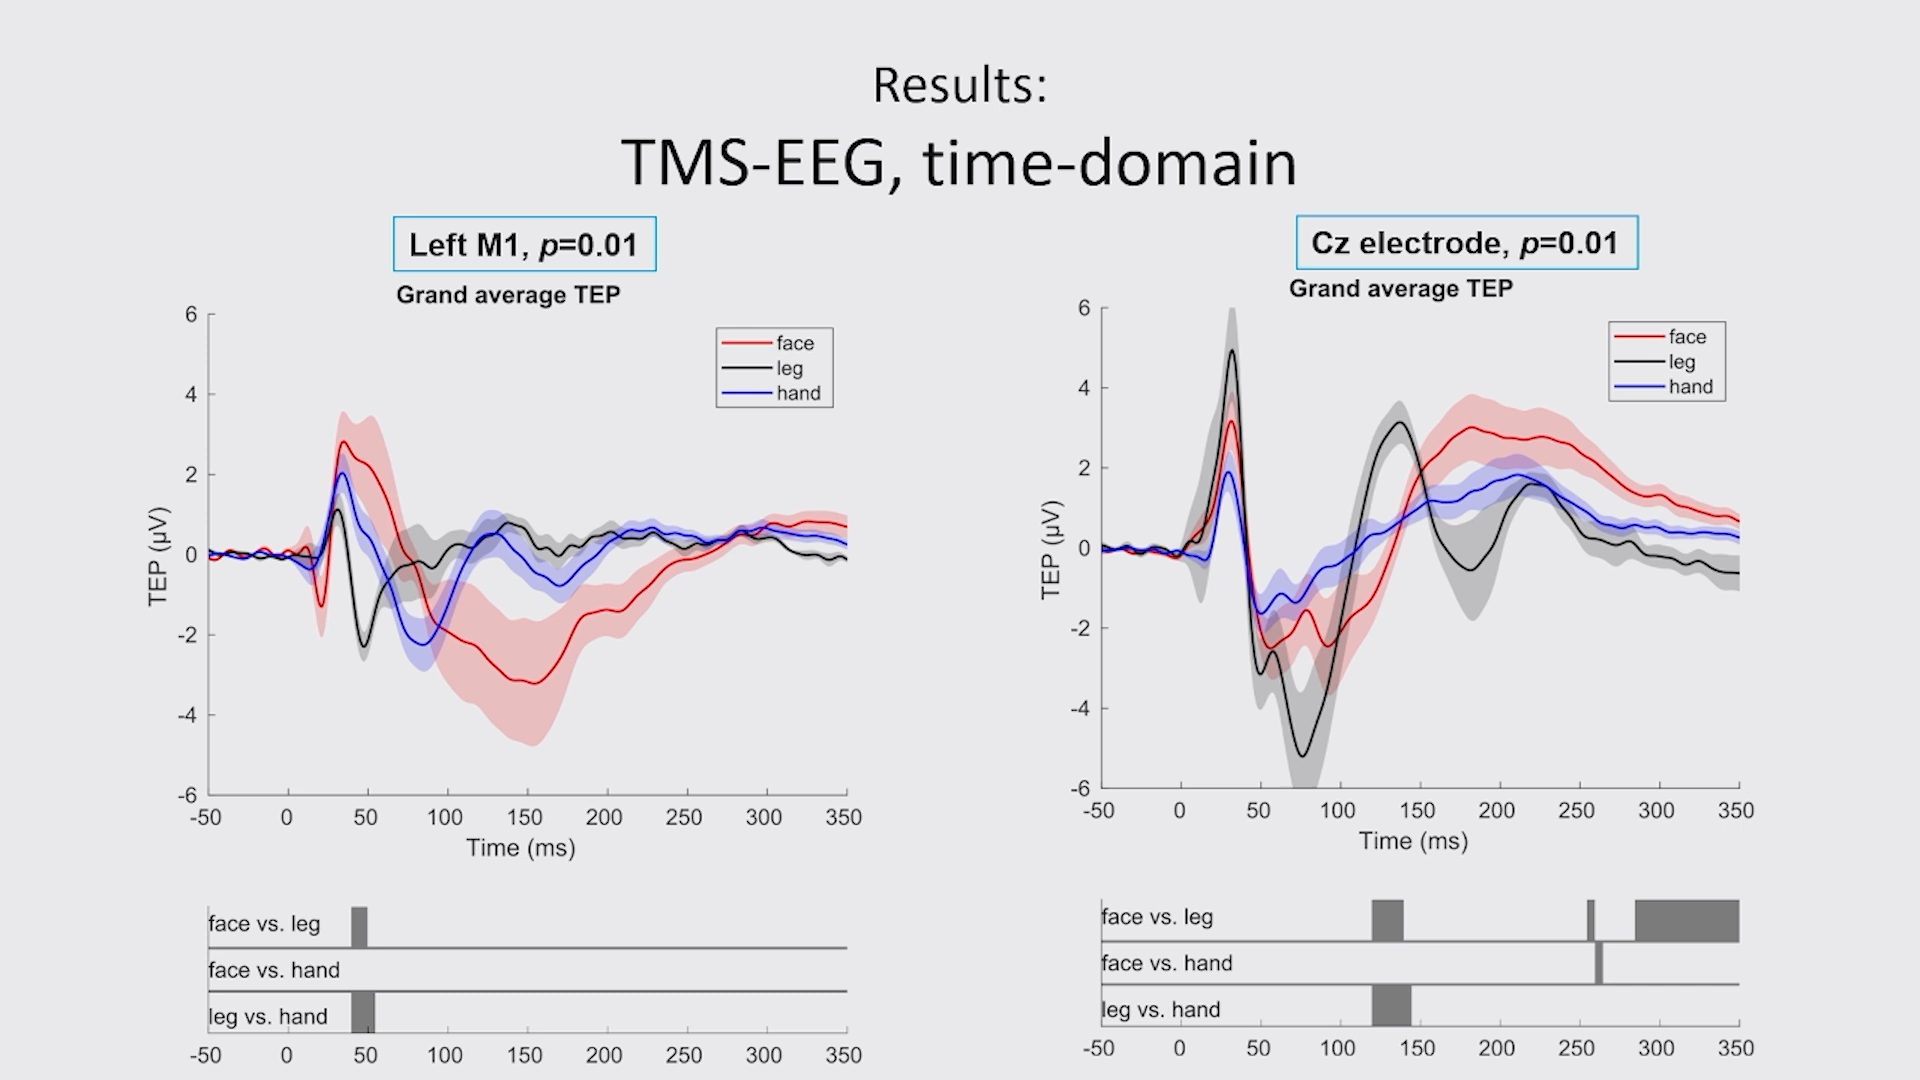 Results:
TMS-EEG, time-domain
Left M1, p=0.01
Grand average TEP
6
4
2
0
-2
-4
-6
TEP (µV)
face
leg
hand
-50 0 50 100 150 200 250 300 350
Time (ms)
face vs. leg
face vs. hand
leg vs. hand
-50 0 50 100 150 200 250 300 350
Cz electrode, p=0.01
Grand average TEP
6
4
2
0
-2
-4
-6
TEP (µV)
face
leg
hand
-50 0 50 100 150 200 250 300 350
Time (ms)
face vs. leg
face vs. hand
leg vs. hand
-50 0 50 100 150 200 250 300 350